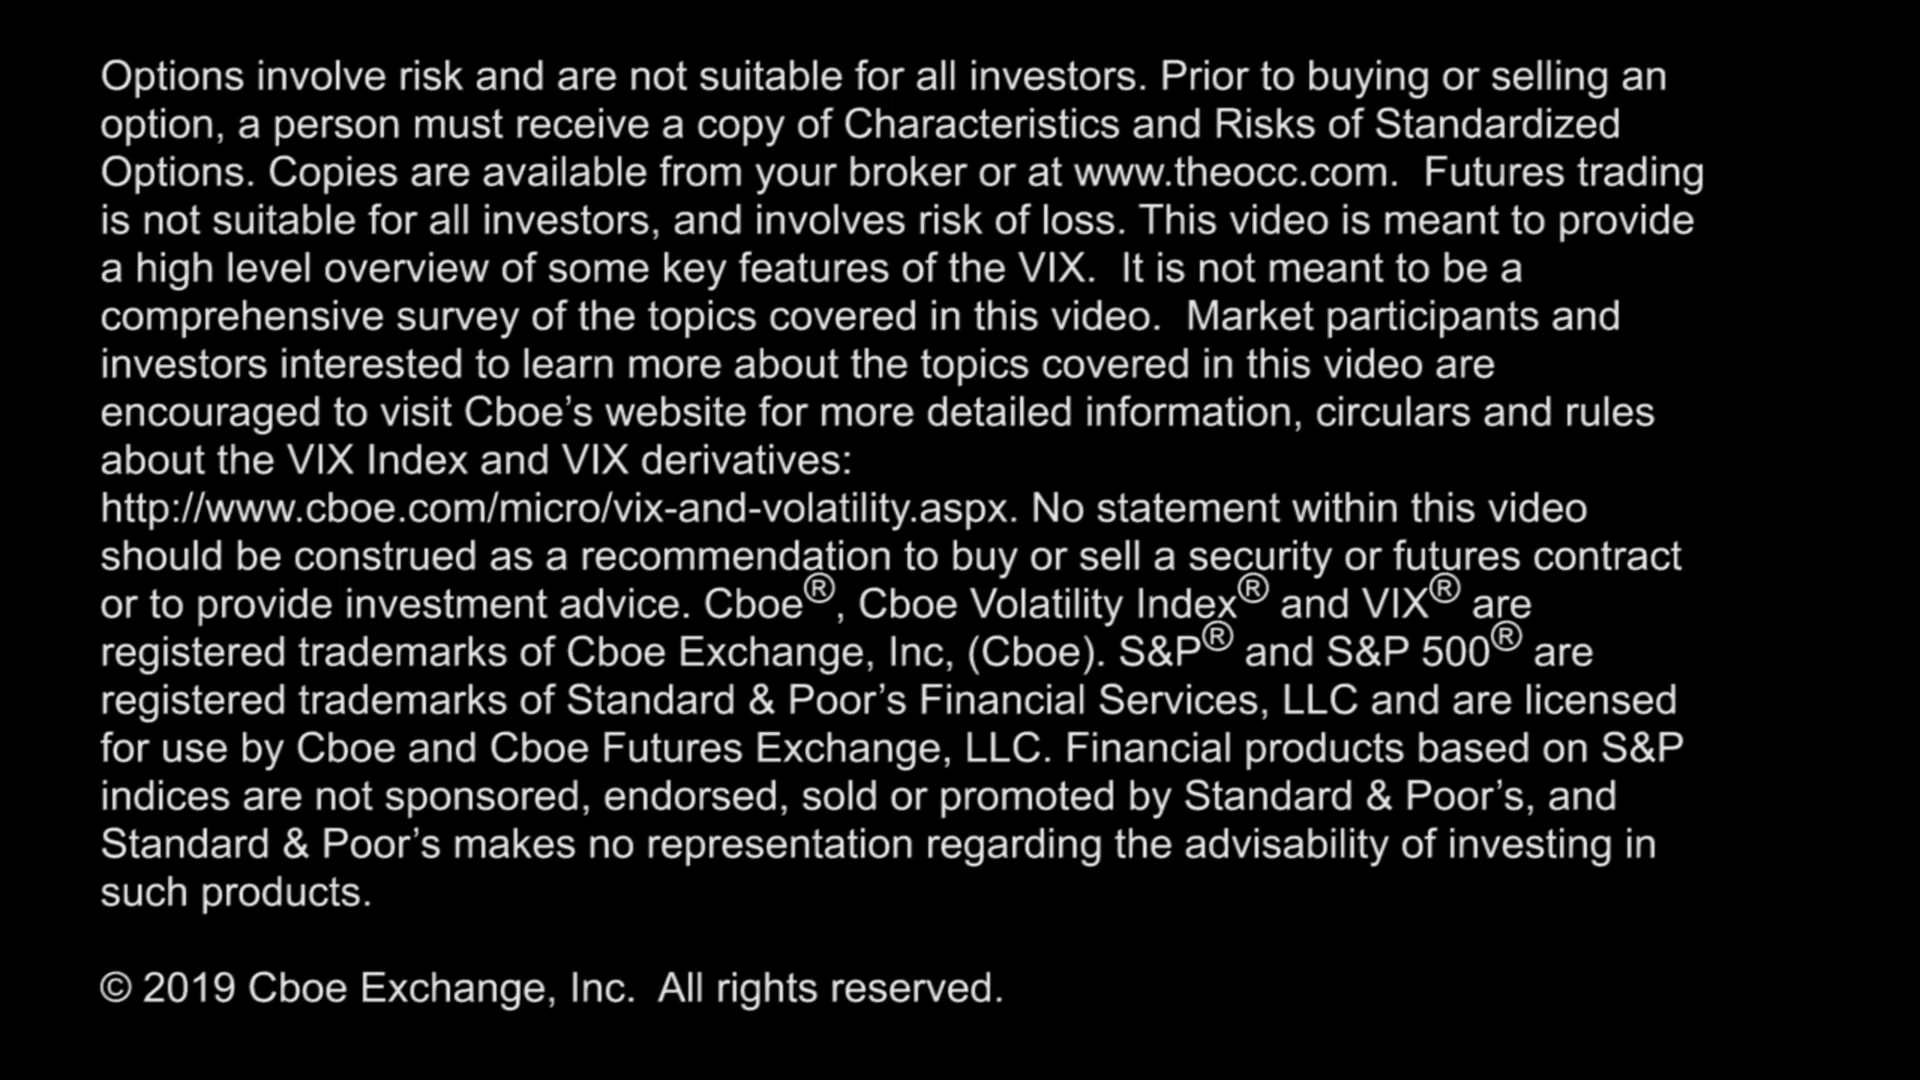 Options involve risk and are not suitable for all investors. Prior to buying or selling an
option, a person must receive a copy of Characteristics and Risks of Standardized
Options. Copies are available from your broker or at www.theocc.com.  Futures trading
is not suitable for all investors, and involves risk of loss. This video is meant to provide
a high level overview of some key features of the VIX.  It is not meant to be a
comprehensive survey of the topics covered in this video.  Market participants and
investors interested to learn more about the topics covered in this video are
encouraged to visit Cboe’s website for more detailed information, circulars and rules
about the VIX Index and VIX derivatives:
http://www.cboe.com/micro/vix-and-volatility.aspx. No statement within this video
should be construed as a recommendation to buy or sell a security or futures contract
or to provide investment advice. Cboe®, Cboe Volatility Index® and VIX® are
registered trademarks of Cboe Exchange, Inc, (Cboe). S&P® and S&P 500® are
registered trademarks of Standard & Poor’s Financial Services, LLC and are licensed
for use by Cboe and Cboe Futures Exchange, LLC. Financial products based on S&P
indices are not sponsored, endorsed, sold or promoted by Standard & Poor’s, and
Standard & Poor’s makes no representation regarding the advisability of investing in
such products.
© 2019 Cboe Exchange, Inc.  All rights reserved.